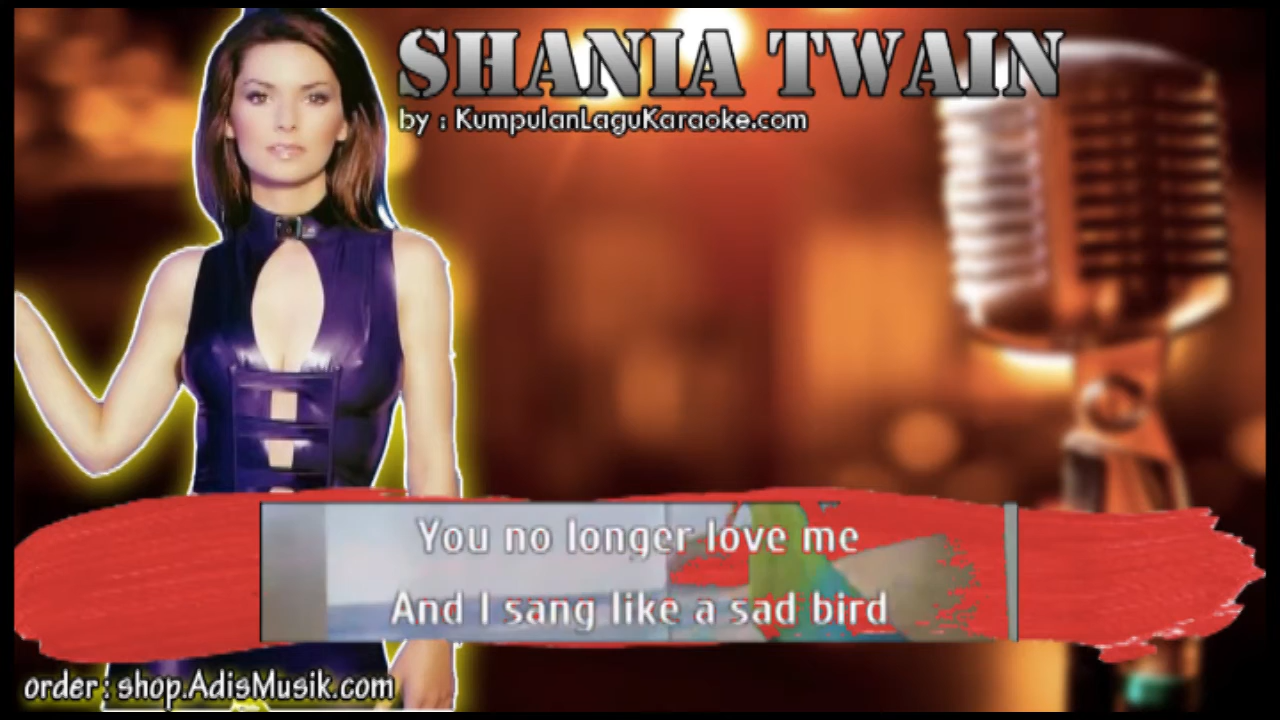 SHANIA TWAIN
by : KumpulanLaguKaraoke.com
You no longer love me
And I sang like a sad bird
order : shop.AdisMusik.com